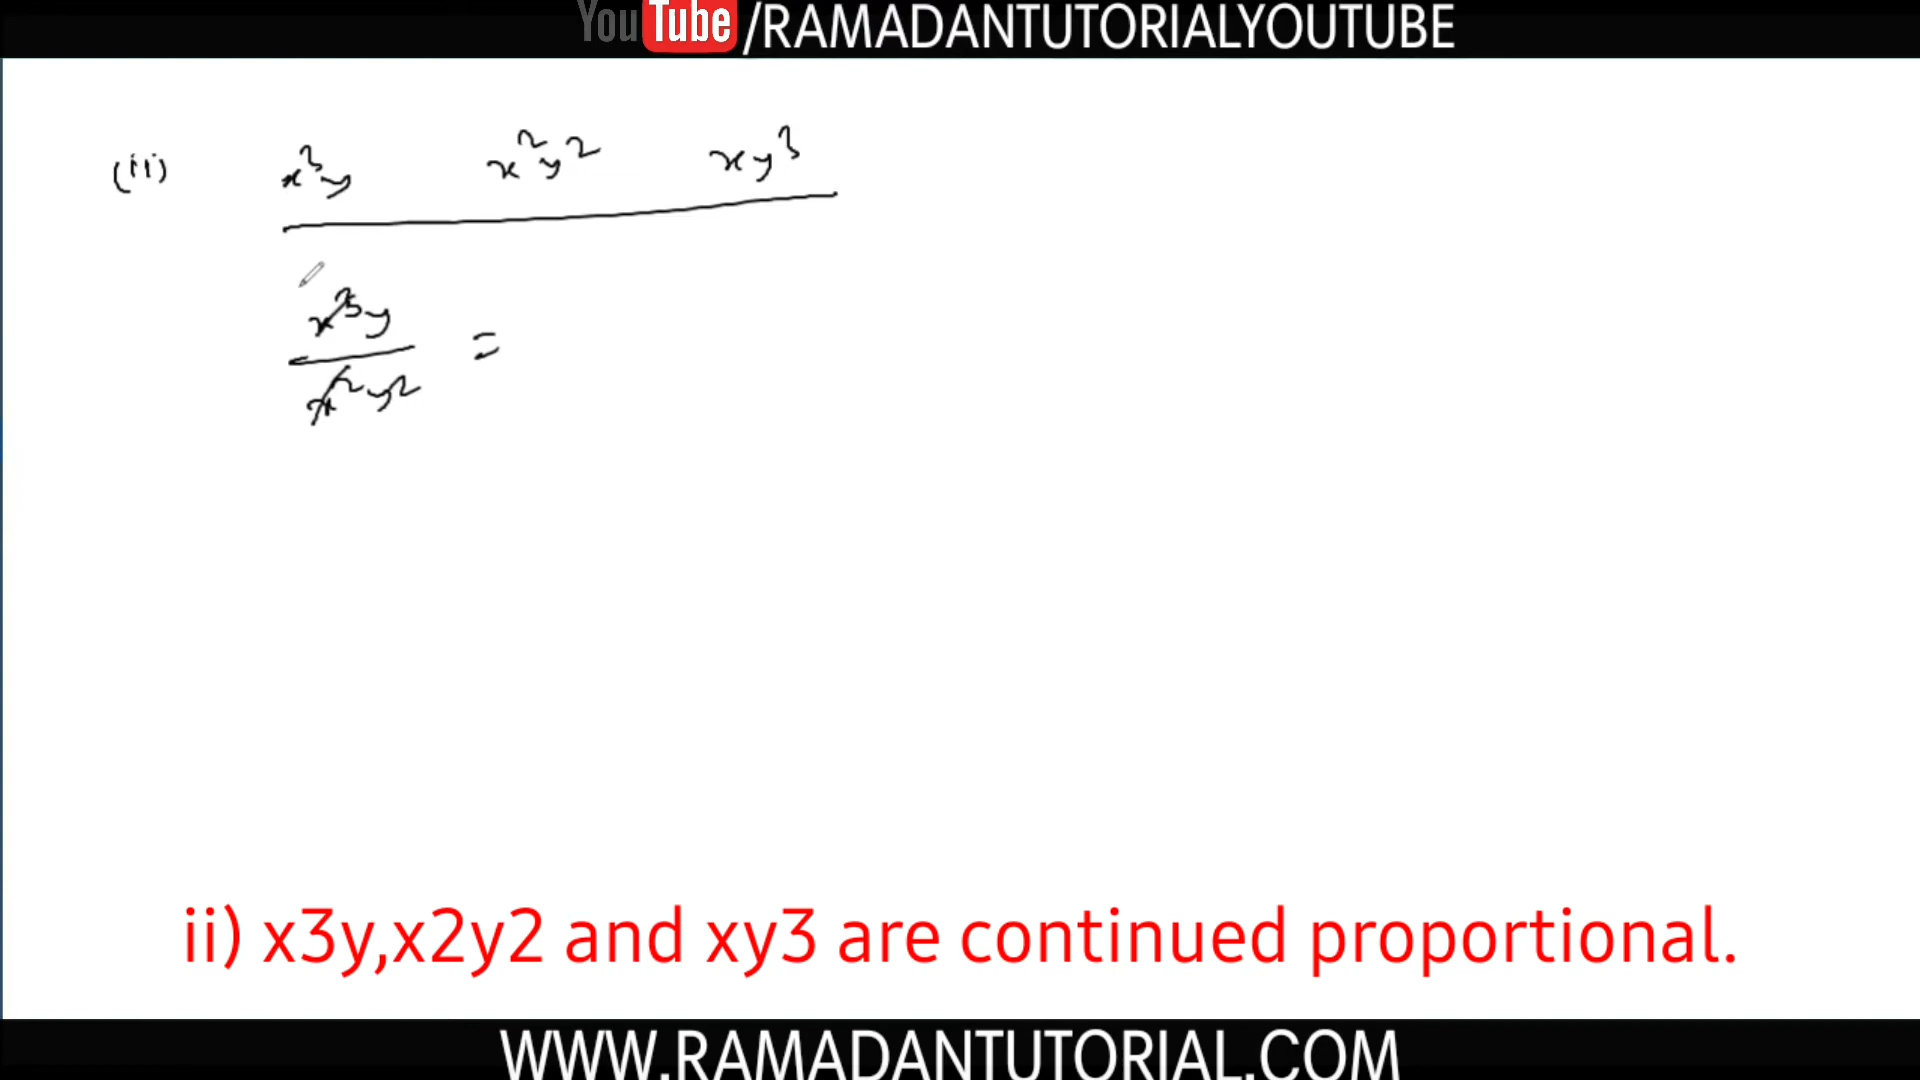 YouTube/RAMADANTUTORIALYOUTUBE
(ii) x³y x²y² xy³
x³y
=
x²y²
ii) x3y,x2y2 and xy3 are continued proportional.
WWW.RAMADANTUTORIAL.COM